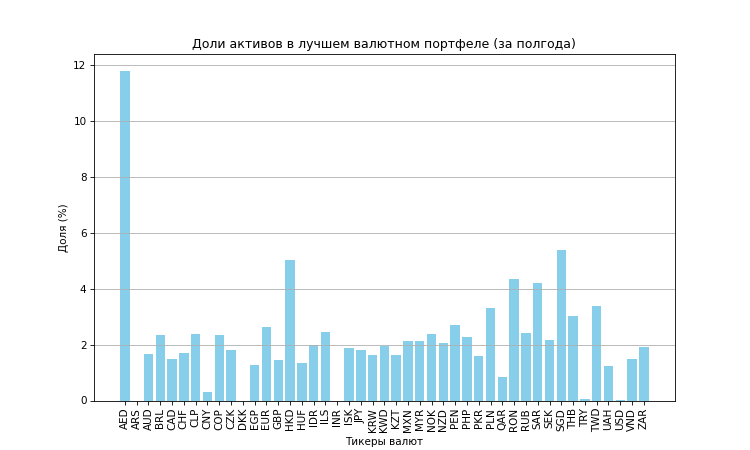 Доли активов в лучшем валютном портфеле (за полгода)
Доля (%)
12
10
8
6
4
2
0
AED ARS AUD BRL CAD CHF CLP CNY COP CZK DKK EGP EUR GBP HKD HUF IDR ILS INR ISK JPY KRW KWD KZT MXN MYR NOK NZD PEN PHP PKR PLN QAR RON RUB SAR SEK SGD THB TRY TWD UAH USD VND ZAR
Тикеры валют